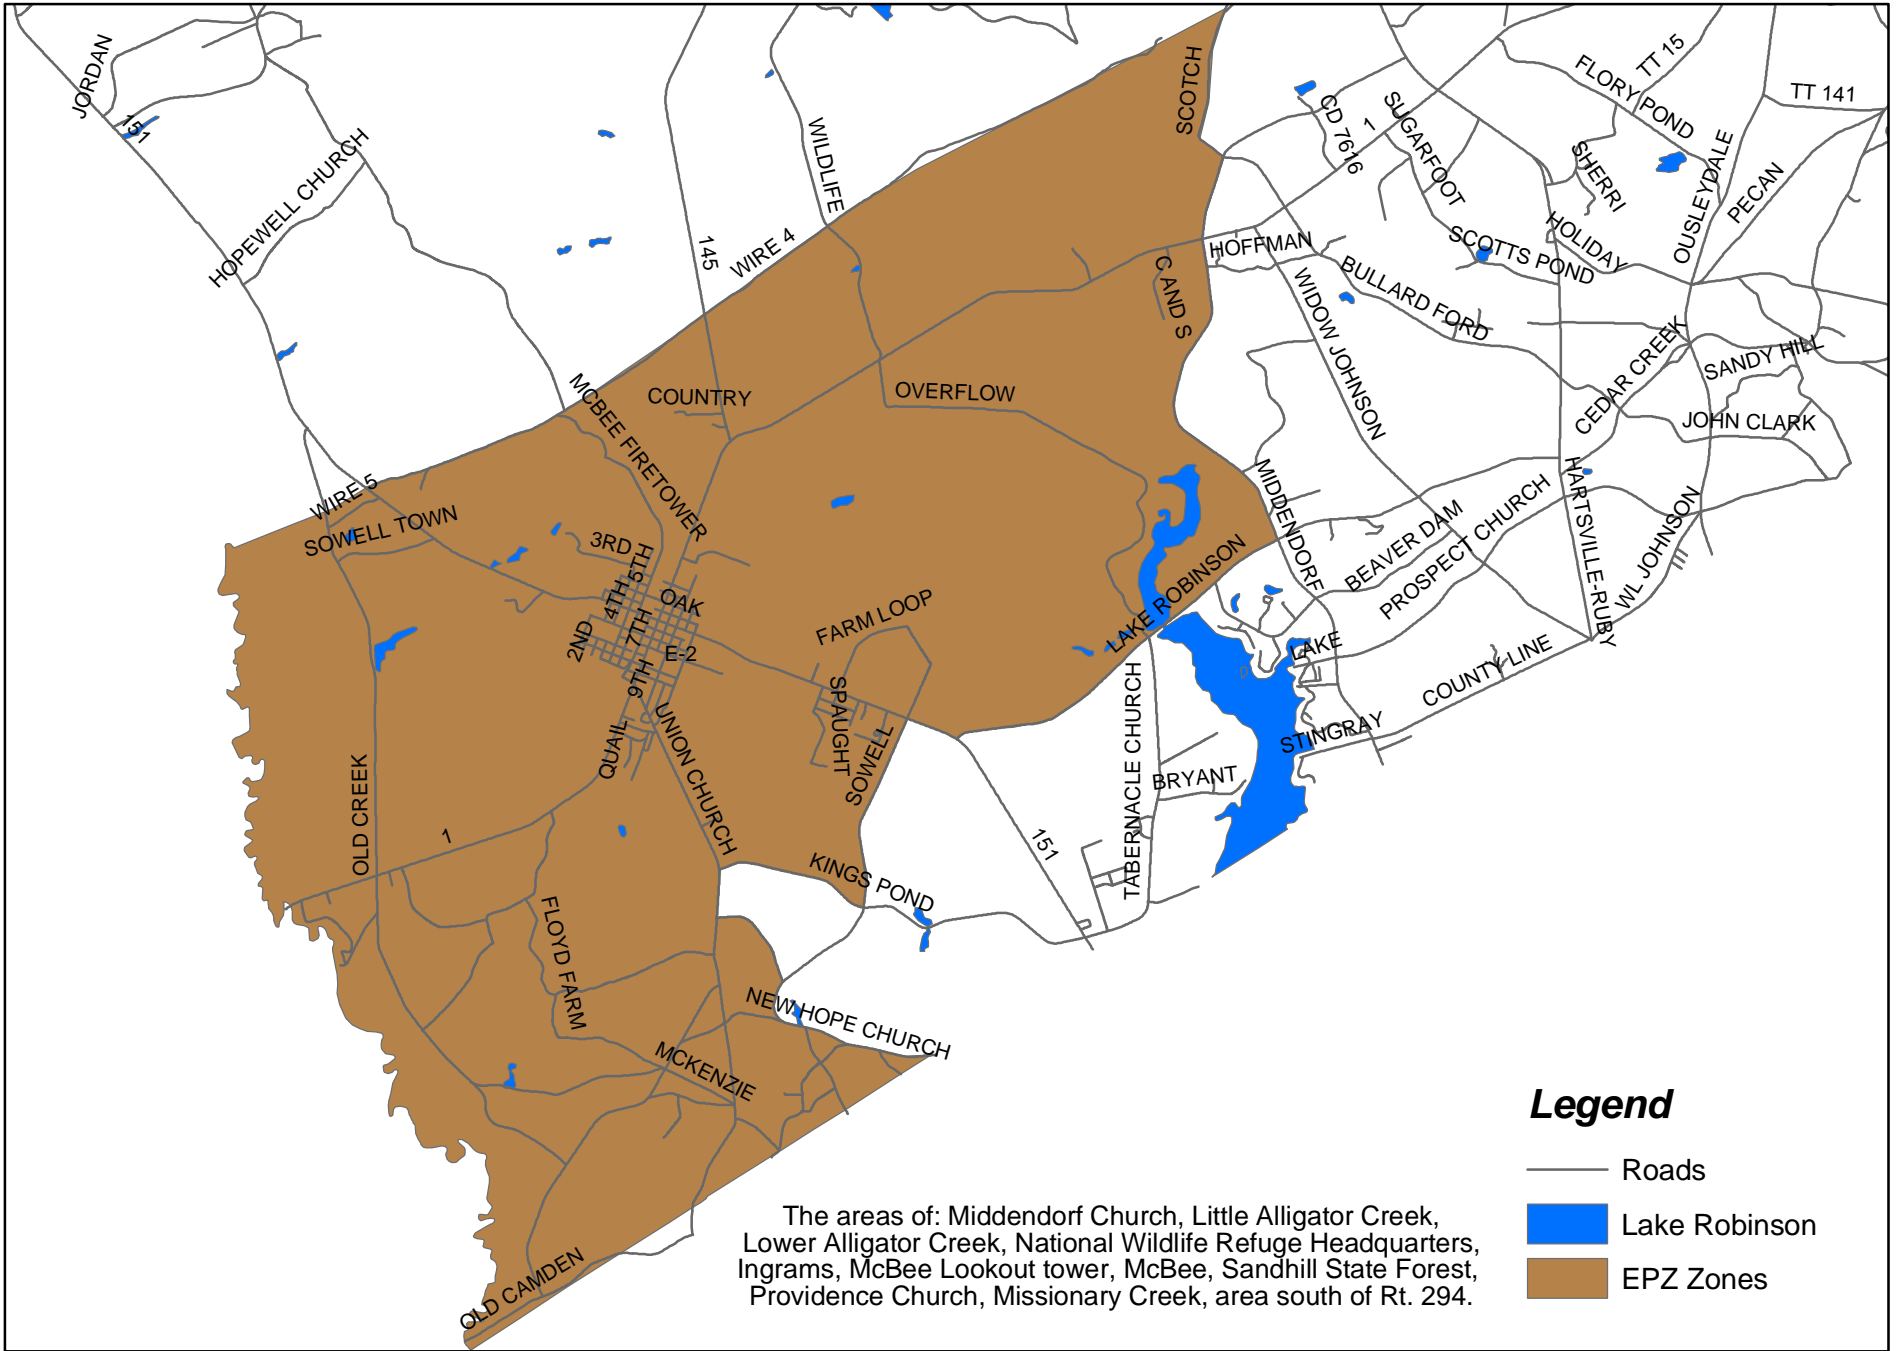 JORDAN
151
HOPEWELL CHURCH
WILDLIFE
145
WIRE 4
SCOTCH
CD 7616
1
SUGARFOOT
FLORY POND
TT 15
TT 141
SHERRI
OUSLEYDALE
PECAN
HOLIDAY
SCOTTS POND
HOFFMAN
C AND S
BULLARD FORD
WIDOW JOHNSON
CEDAR CREEK
SANDY HILL
JOHN CLARK
MCBEE FIRETOWER
COUNTRY
OVERFLOW
WIRE 5
SOWELL TOWN
3RD
5TH
4TH
OAK
7TH
2ND
E-2
9TH
FARM LOOP
LAKE ROBINSON
MIDDENDORF
BEAVER DAM
PROSPECT CHURCH
HARTSVILLE-RUBY
WL JOHNSON
LAKE
COUNTY LINE
STINGRAY
TABERNACLE CHURCH
BRYANT
SPAUGHT
SOWELL
QUAIL
UNION CHURCH
OLD CREEK
1
KINGS POND
151
FLOYD FARM
NEW HOPE CHURCH
MCKENZIE
OLD CAMDEN
Legend
Roads
Lake Robinson
EPZ Zones
The areas of: Middendorf Church, Little Alligator Creek,
Lower Alligator Creek, National Wildlife Refuge Headquarters,
Ingrams, McBee Lookout tower, McBee, Sandhill State Forest,
Providence Church, Missionary Creek, area south of Rt. 294.